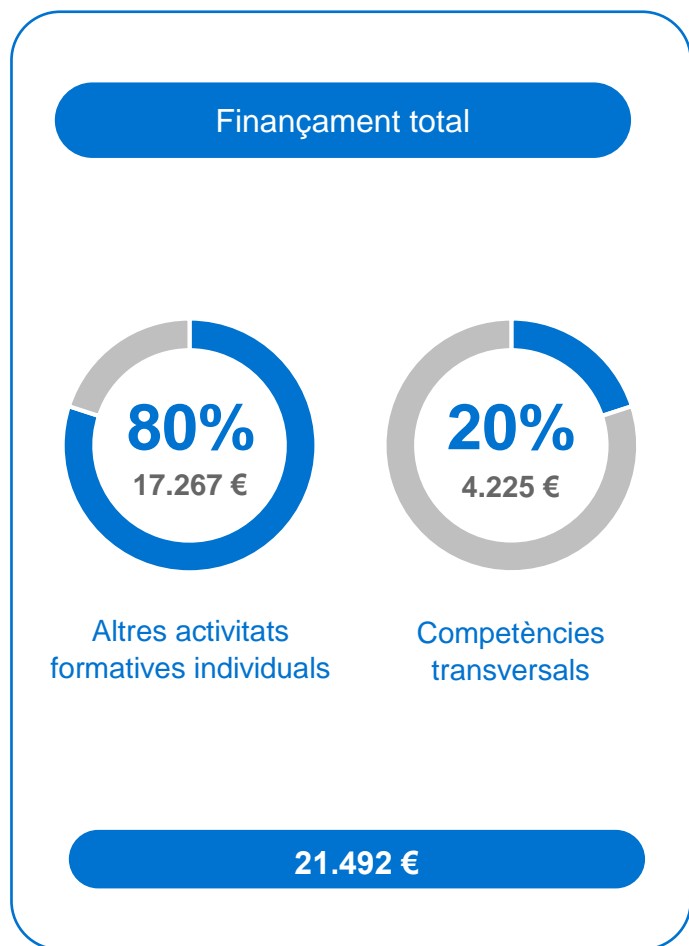 Finançament total
80%
17.267 €
20%
4.225 €
Altres activitats
formatives individuals
Competències
transversals
21.492 €